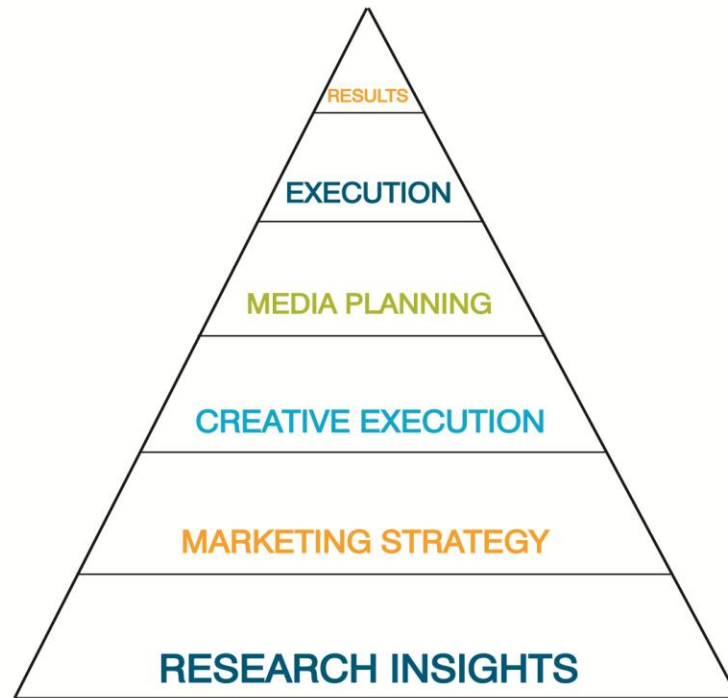 RESULTS
EXECUTION
MEDIA PLANNING
CREATIVE EXECUTION
MARKETING STRATEGY
RESEARCH INSIGHTS